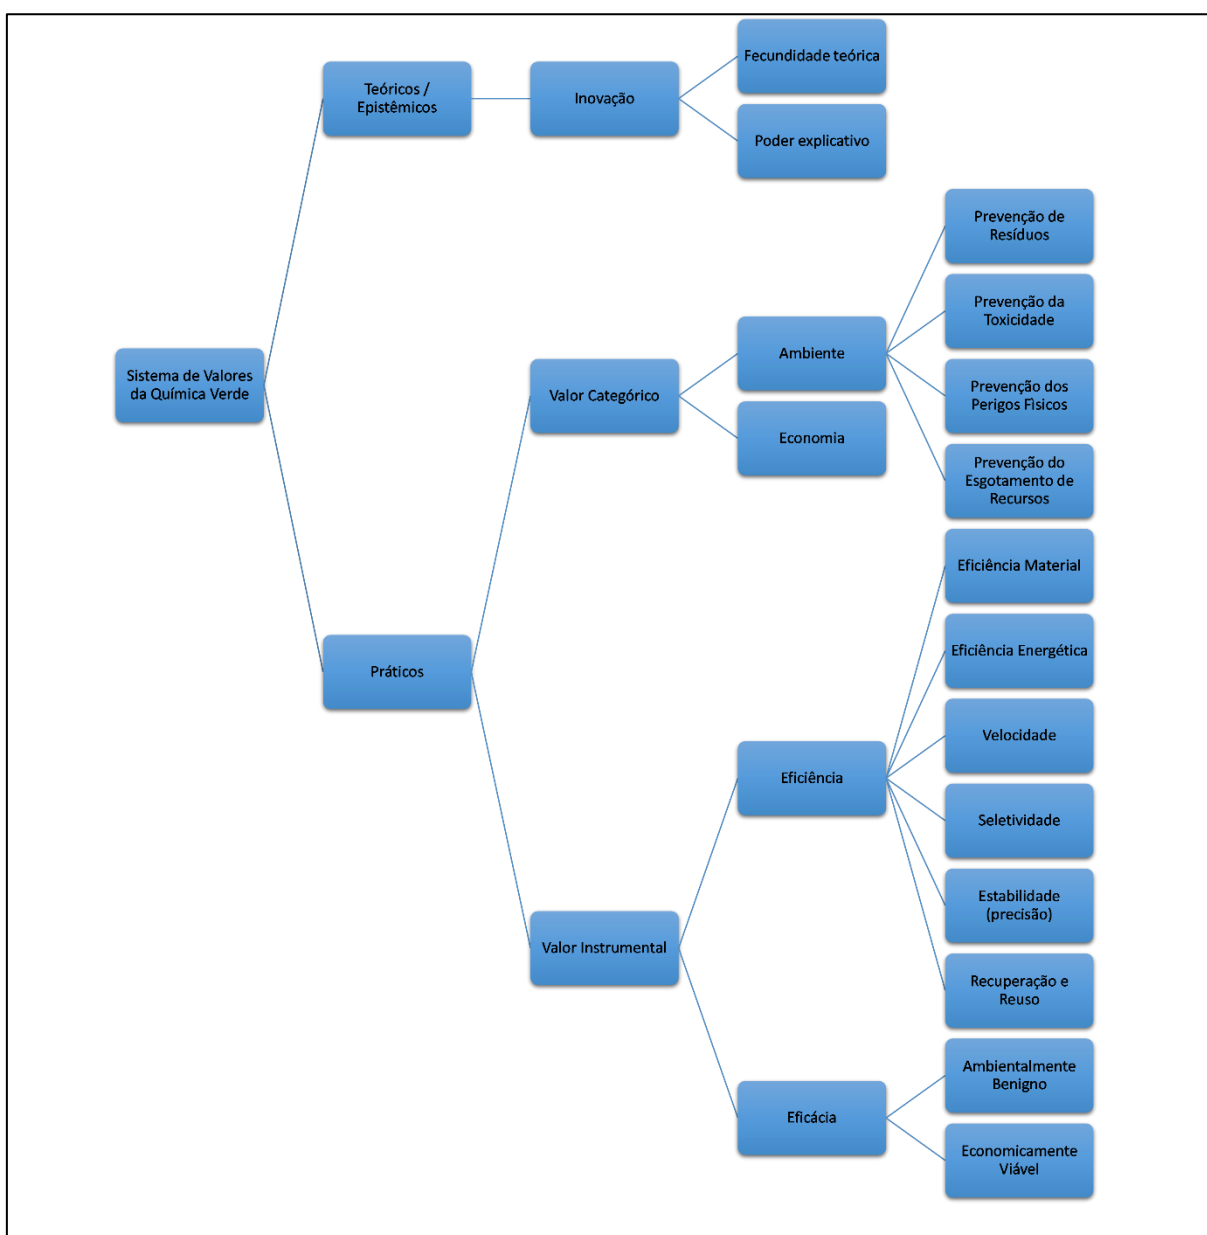 Fecundidade teórica
Teóricos /
Epistêmicos
Inovação
Poder explicativo
Prevenção de
Resíduos
Prevenção da
Toxicidade
Ambiente
Sistema de Valores
da Química Verde
Valor Categórico
Prevenção dos
Perigos Fìsicos
Economia
Prevenção do
Esgotamento de
Recursos
Eficiência Material
Eficiência Energética
Práticos
Velocidade
Eficiência
Seletividade
Estabilidade
(precisão)
Valor Instrumental
Recuperação e
Reuso
Ambientalmente
Benigno
Eficácia
Economicamente
Viável